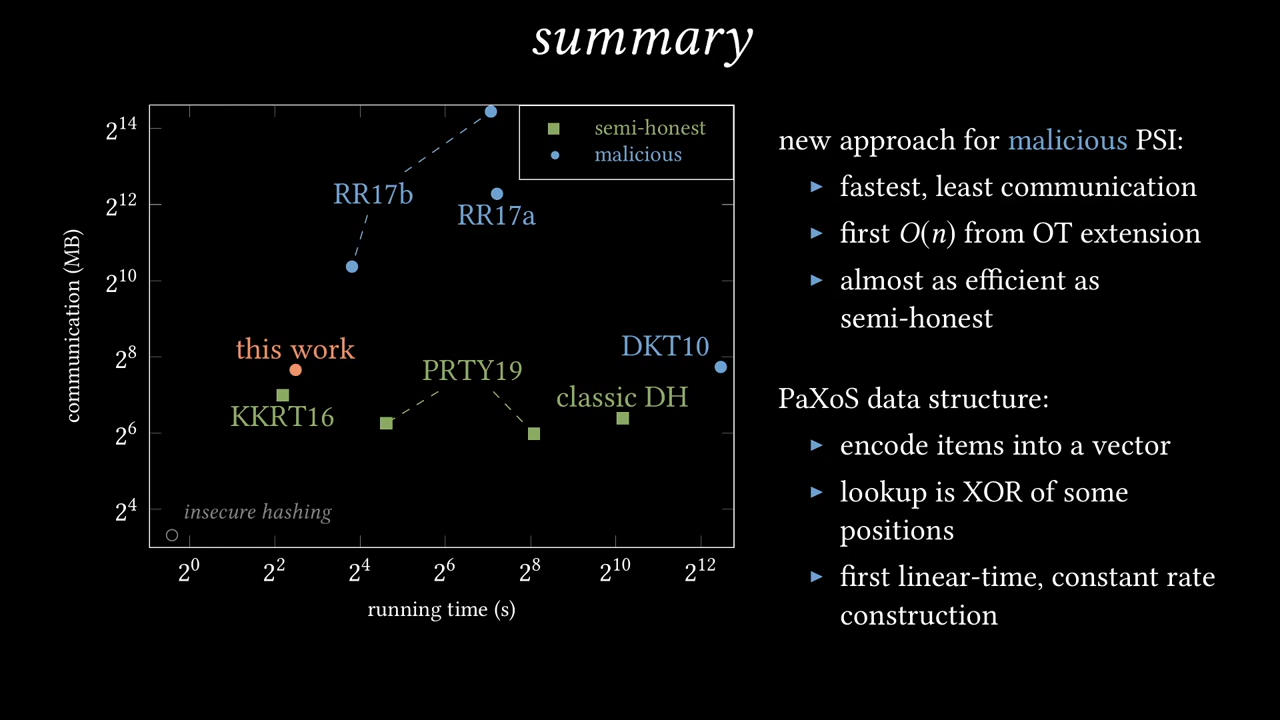 summary
2^14
2^12
2^10
2^8
2^6
2^4
communication (MB)
semi-honest
malicious
RR17b
RR17a
this work
DKT10
PRTY19
classic DH
KKRT16
insecure hashing
2^0 2^2 2^4 2^6 2^8 2^10 2^12
running time (s)
new approach for malicious PSI:
▶ fastest, least communication
▶ first O(n) from OT extension
▶ almost as efficient as
semi-honest
PaXoS data structure:
▶ encode items into a vector
▶ lookup is XOR of some
positions
▶ first linear-time, constant rate
construction